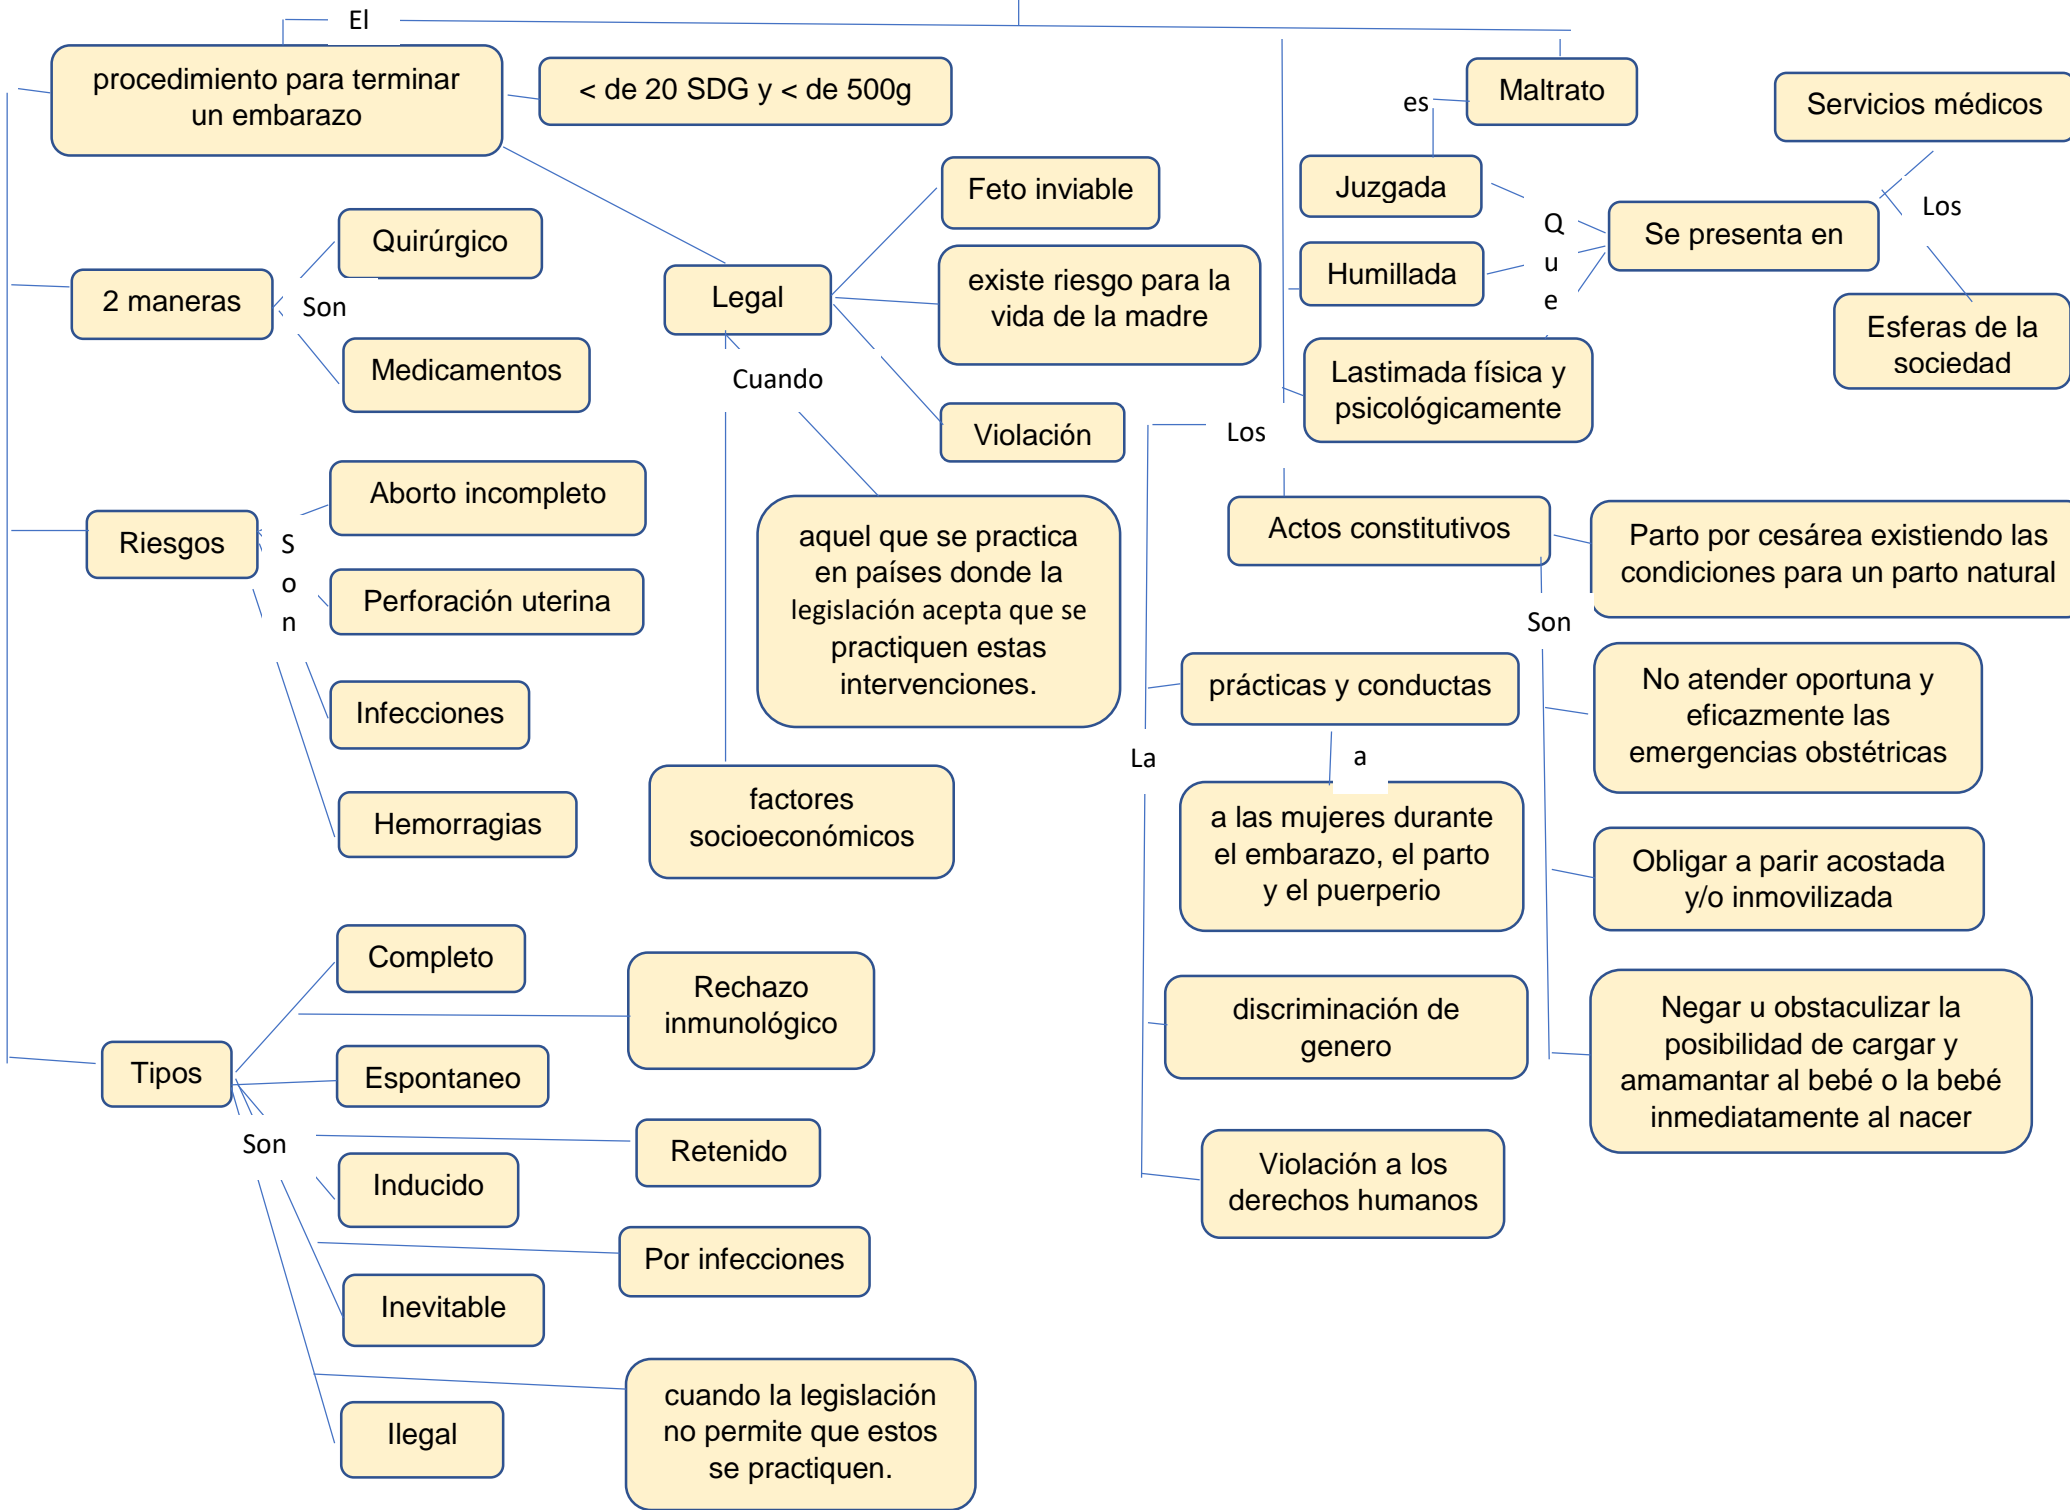 El
procedimiento para terminar
un embarazo
< de 20 SDG y < de 500g
Maltrato
es
Servicios médicos
Juzgada
Feto inviable
Q
u
e
Los
Se presenta en
Quirúrgico
Humillada
2 maneras
Son
Legal
existe riesgo para la
vida de la madre
Esferas de la
sociedad
Medicamentos
Cuando
Lastimada física y
psicológicamente
Violación
Los
Aborto incompleto
Riesgos
S
o
n
Actos constitutivos
Parto por cesárea existiendo las
condiciones para un parto natural
aquel que se practica
en países donde la
legislación acepta que se
practiquen estas
intervenciones.
Perforación uterina
Son
Infecciones
prácticas y conductas
No atender oportuna y
eficazmente las
emergencias obstétricas
La
a
Hemorragias
factores
socioeconómicos
a las mujeres durante
el embarazo, el parto
y el puerperio
Obligar a parir acostada
y/o inmovilizada
Completo
Rechazo
inmunológico
discriminación de
genero
Negar u obstaculizar la
posibilidad de cargar y
amamantar al bebé o la bebé
inmediatamente al nacer
Tipos
Espontaneo
Son
Retenido
Inducido
Violación a los
derechos humanos
Por infecciones
Inevitable
Ilegal
cuando la legislación
no permite que estos
se practiquen.